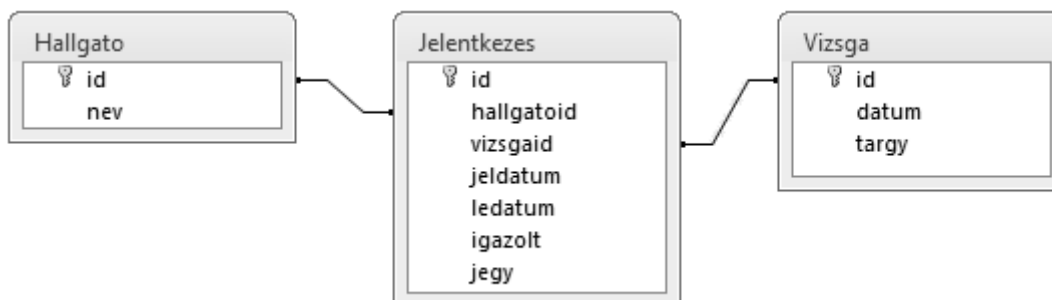 Hallgato
id
nev
Jelentkezes
id
hallgatoid
vizsgaid
jeldatum
ledatum
igazolt
jegy
Vizsga
id
datum
targy